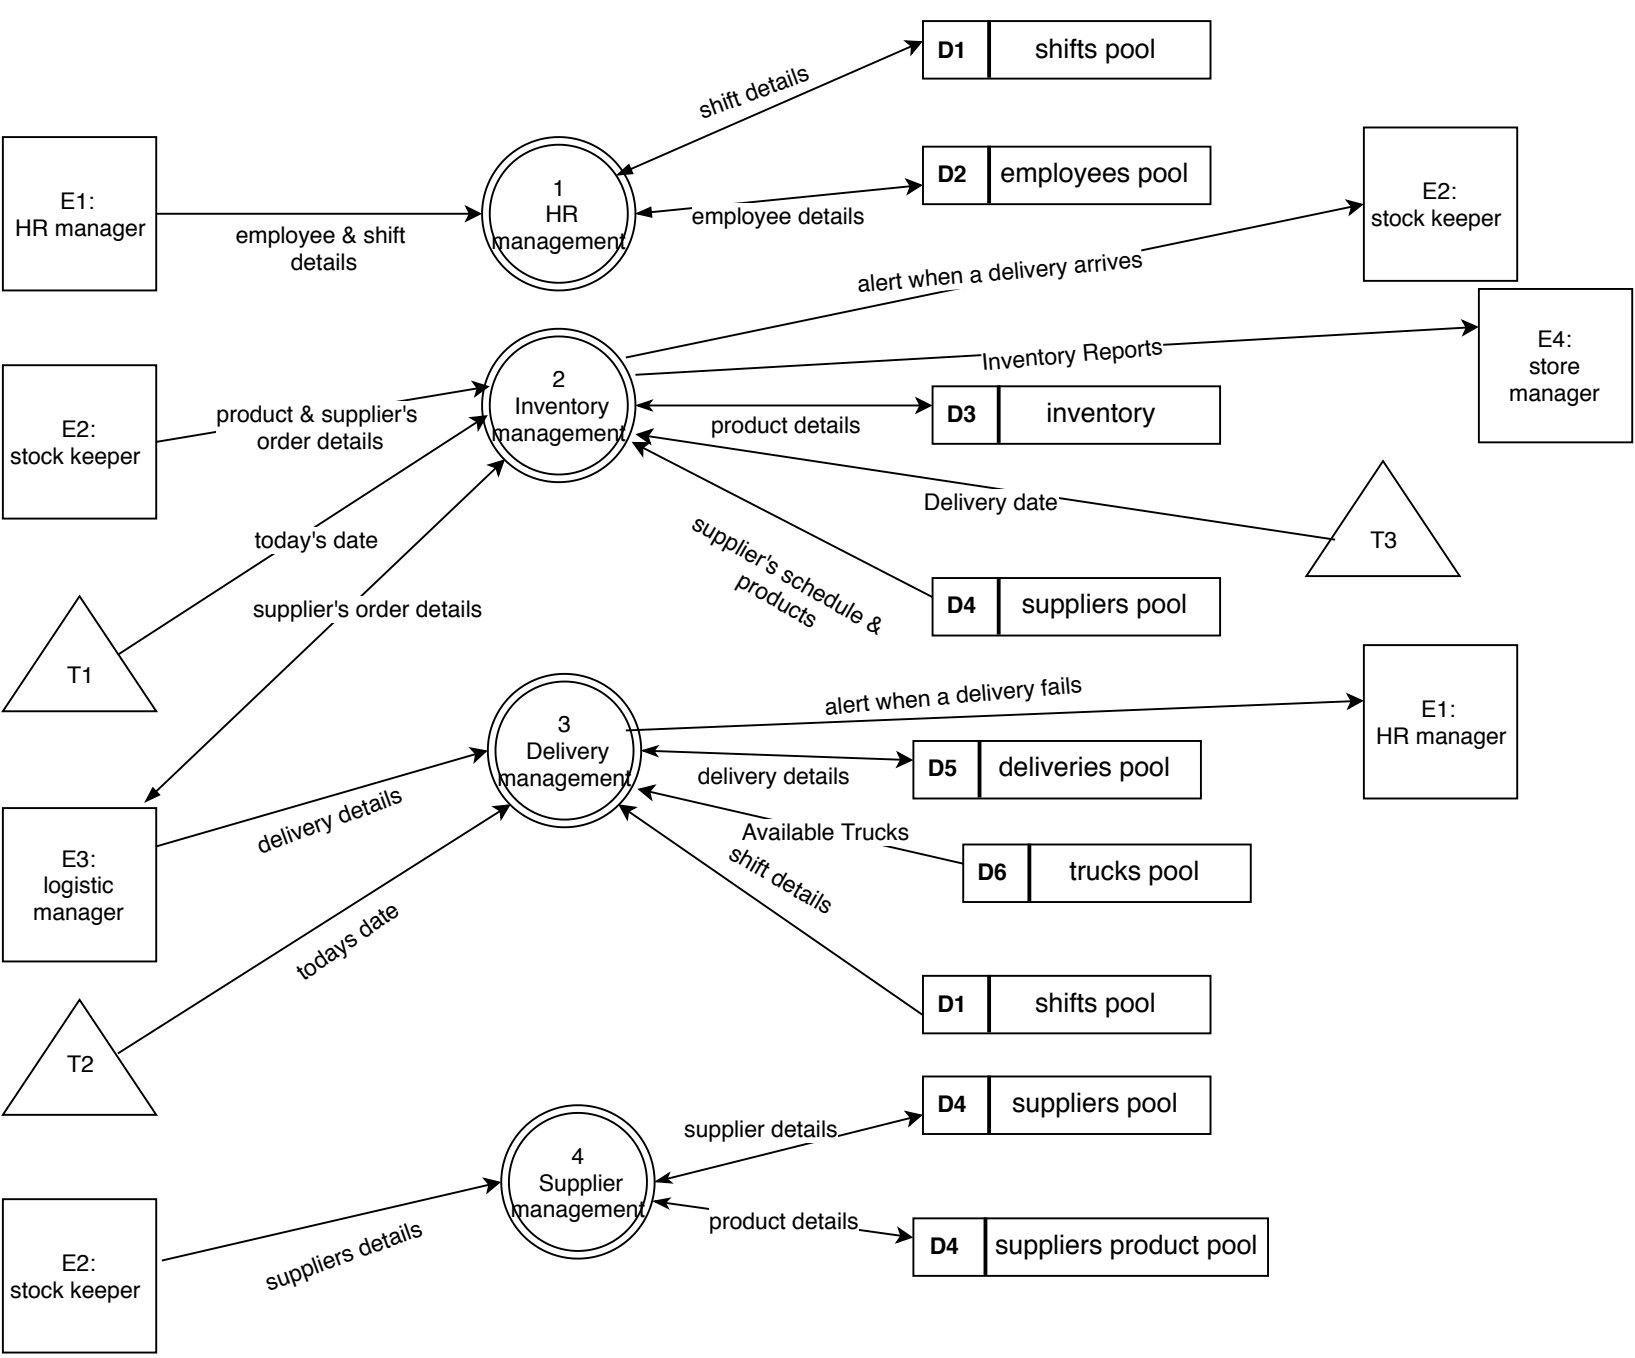 D1
shifts pool
shift details
E1:
HR manager
employee & shift
details
1
HR
management
D2
employees pool
employee details
E2:
stock keeper
alert when a delivery arrives
E4:
store
manager
Inventory Reports
2
Inventory
management
E2:
stock keeper
product & supplier's
order details
D3
inventory
product details
Delivery date
T3
today's date
supplier's schedule &
products
D4
suppliers pool
supplier's order details
T1
E1:
HR manager
alert when a delivery fails
3
Delivery
management
D5
deliveries pool
delivery details
delivery details
Available Trucks
D6
trucks pool
shift details
E3:
logistic
manager
todays date
D1
shifts pool
T2
D4
suppliers pool
supplier details
4
Supplier
management
product details
D4
suppliers product pool
suppliers details
E2:
stock keeper